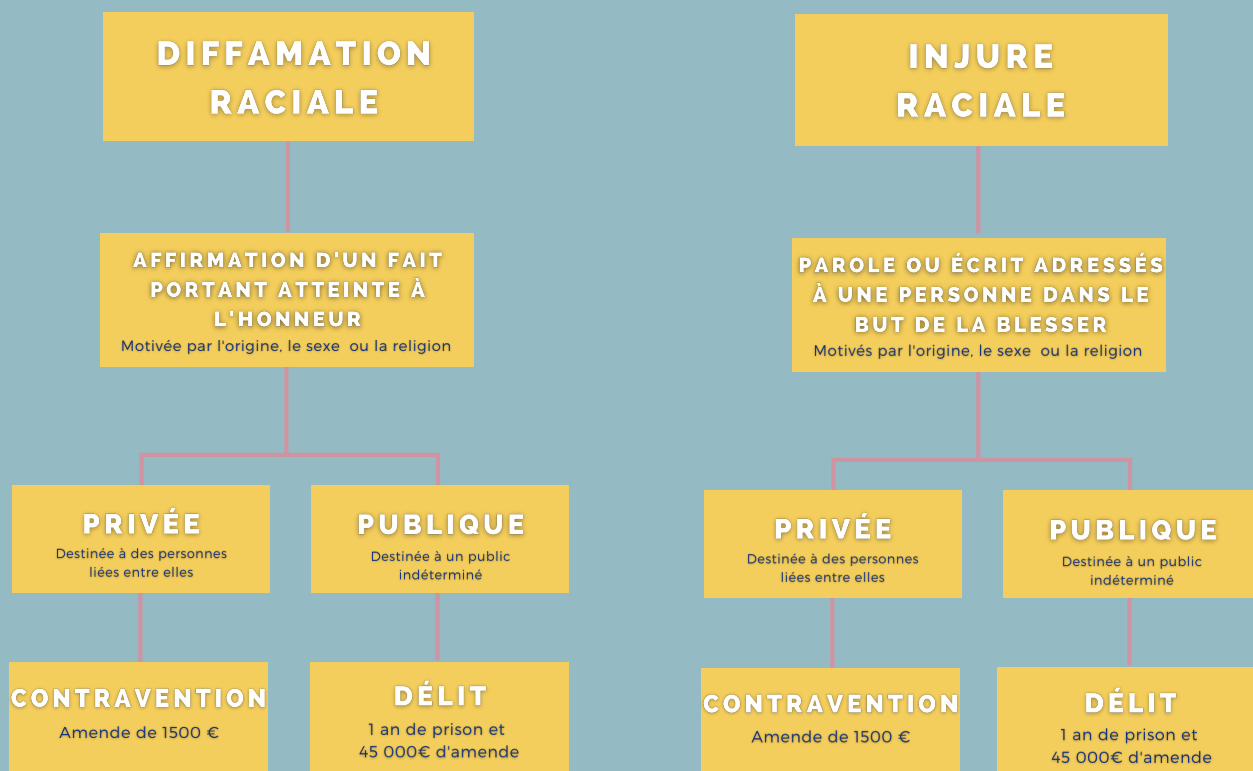 DIFFAMATION
RACIALE
AFFIRMATION D'UN FAIT
PORTANT ATTEINTE À
L'HONNEUR
Motivée par l'origine, le sexe ou la religion
PRIVÉE
Destinée à des personnes
liées entre elles
PUBLIQUE
Destinée à un public
indéterminé
CONTRAVENTION
Amende de 1500 €
DÉLIT
1 an de prison et
45 000€ d'amende
INJURE
RACIALE
PAROLE OU ÉCRIT ADRESSÉS
À UNE PERSONNE DANS LE
BUT DE LA BLESSER
Motivés par l'origine, le sexe ou la religion
PRIVÉE
Destinée à des personnes
liées entre elles
PUBLIQUE
Destinée à un public
indéterminé
CONTRAVENTION
Amende de 1500 €
DÉLIT
1 an de prison et
45 000€ d'amende